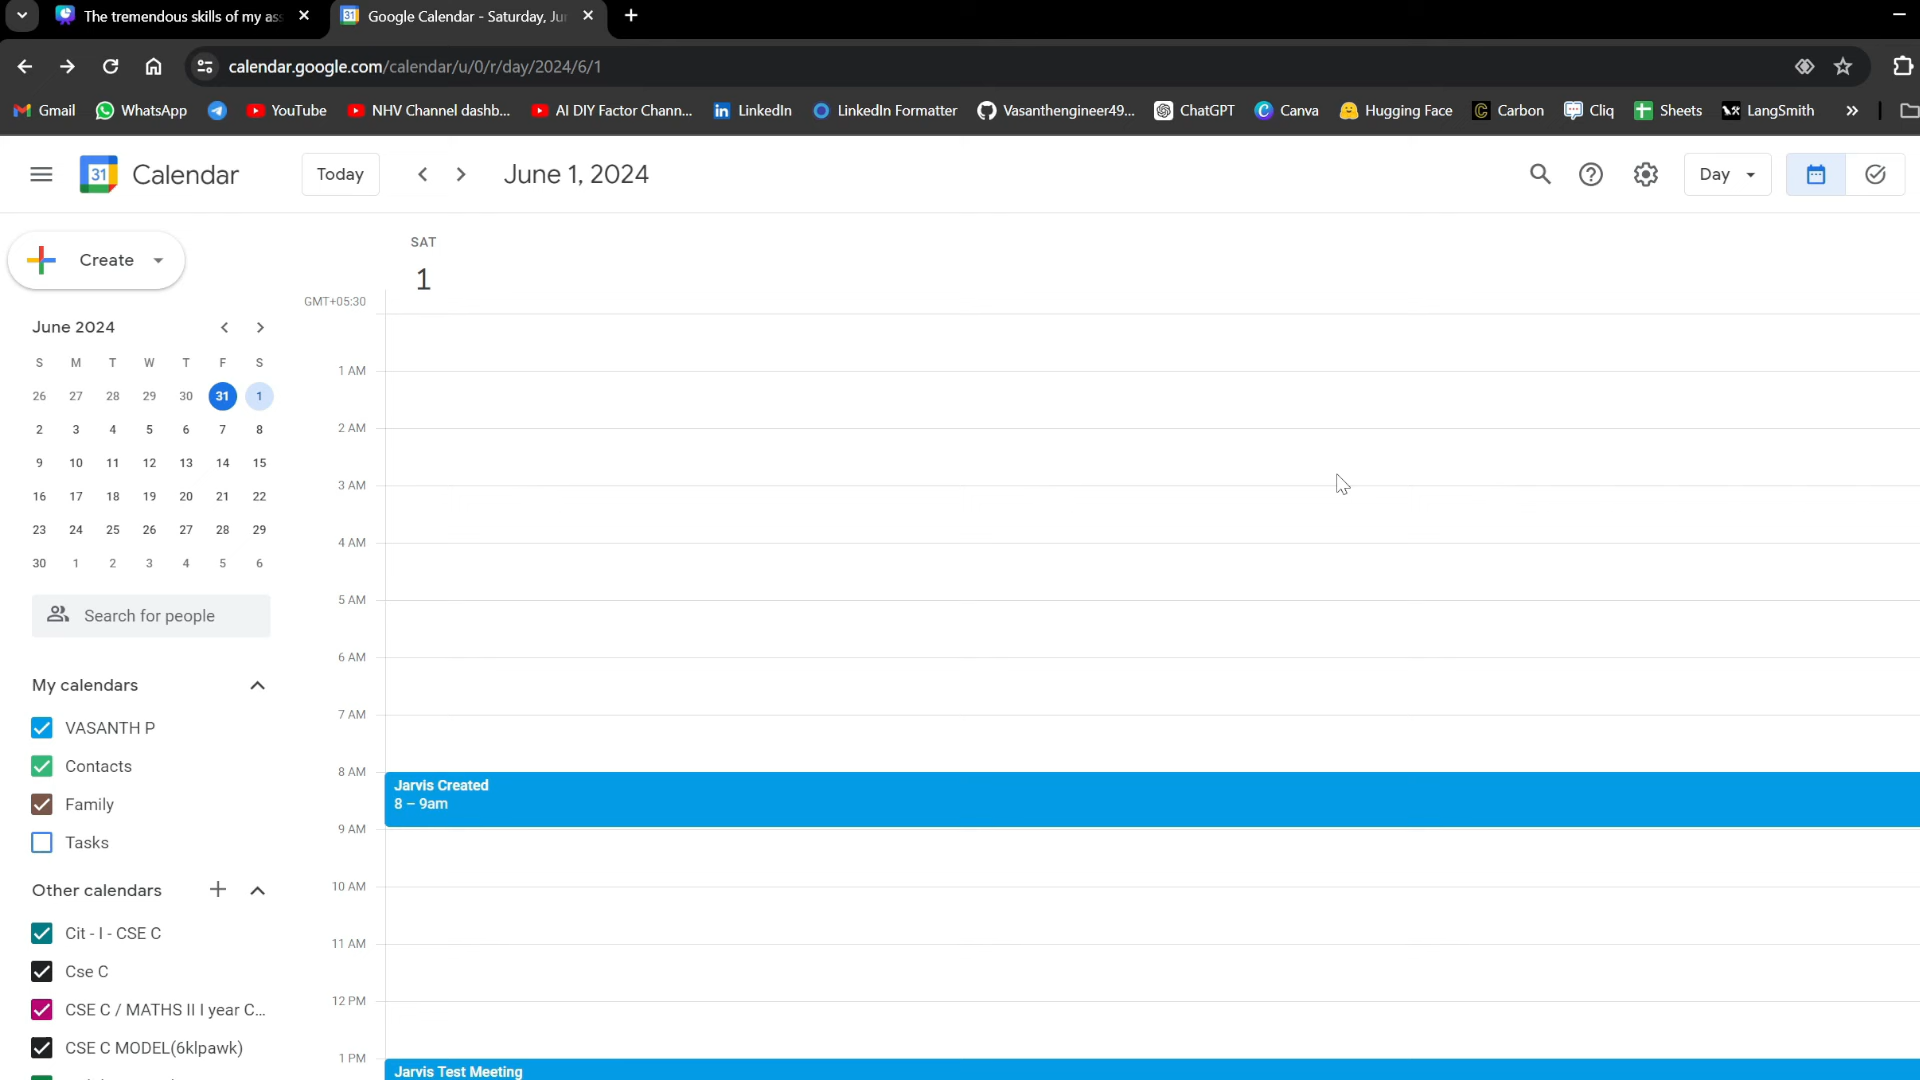 The tremendous skills of my ass
Google Calendar - Saturday, Jun
calendar.google.com/calendar/u/0/r/day/2024/6/1
Gmail WhatsApp YouTube NHV Channel dashb... AI DIY Factor Chann... LinkedIn LinkedIn Formatter Vasanthengineer49... ChatGPT Canva Hugging Face Carbon Cliq Sheets LangSmith »
31 Calendar Today June 1, 2024 Day
Create
SAT
1
GMT+05:30
June 2024
S M T W T F S
26 27 28 29 30 31 1
2 3 4 5 6 7 8
9 10 11 12 13 14 15
16 17 18 19 20 21 22
23 24 25 26 27 28 29
30 1 2 3 4 5 6
Search for people
My calendars
VASANTH P
Contacts
Family
Tasks
Other calendars
Cit - I - CSE C
Cse C
CSE C / MATHS II I year C...
CSE C MODEL(6klpawk)
1 AM
2 AM
3 AM
4 AM
5 AM
6 AM
7 AM
8 AM
Jarvis Created
8 – 9am
9 AM
10 AM
11 AM
12 PM
1 PM
Jarvis Test Meeting